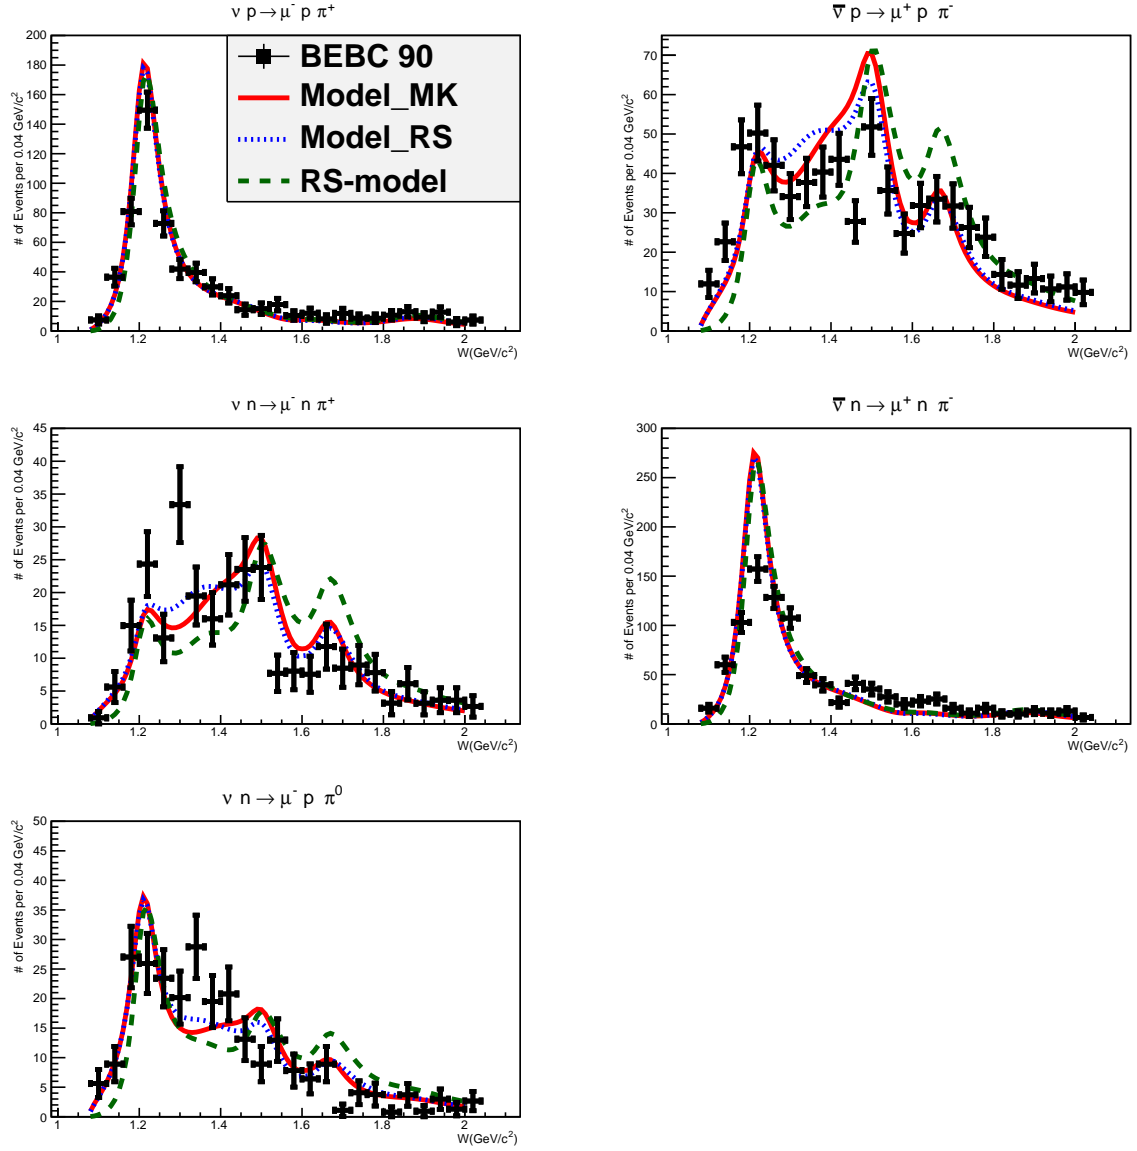 ν p → μ⁻ p π⁺
# of Events per 0.04 GeV/c²
200
180
160
140
120
100
80
60
40
20
0
1 1.2 1.4 1.6 1.8 2
W(GeV/c²)
BEBC 90
Model_MK
Model_RS
RS-model
ν̅ p → μ⁺ p π⁻
# of Events per 0.04 GeV/c²
70
60
50
40
30
20
10
0
1 1.2 1.4 1.6 1.8 2
W(GeV/c²)
ν n → μ⁻ n π⁺
# of Events per 0.04 GeV/c²
45
40
35
30
25
20
15
10
5
0
1 1.2 1.4 1.6 1.8 2
W(GeV/c²)
ν̅ n → μ⁺ n π⁻
# of Events per 0.04 GeV/c²
300
250
200
150
100
50
0
1 1.2 1.4 1.6 1.8 2
W(GeV/c²)
ν n → μ⁻ p π⁰
# of Events per 0.04 GeV/c²
50
45
40
35
30
25
20
15
10
5
0
1 1.2 1.4 1.6 1.8 2
W(GeV/c²)